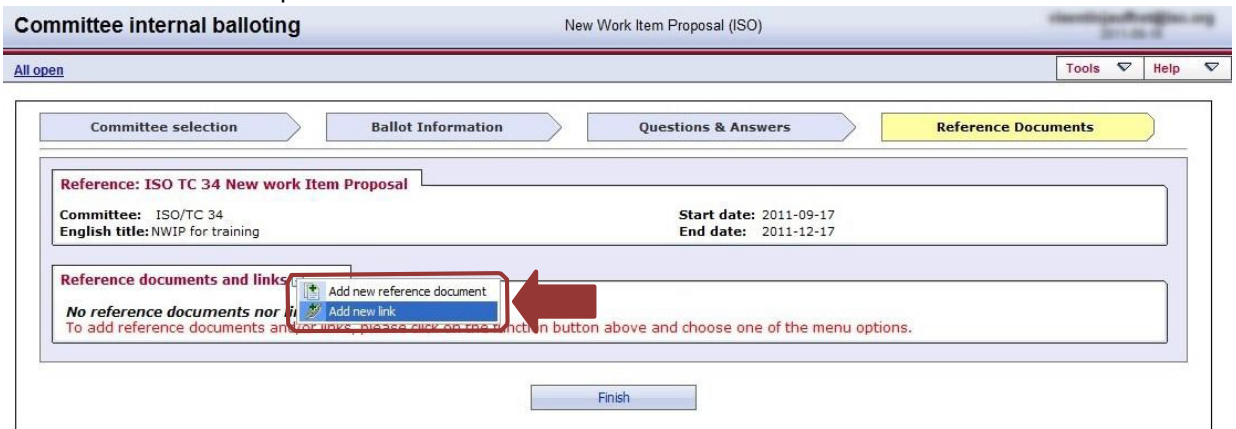 Committee internal balloting
New Work Item Proposal (ISO)
All open
Tools Help
Committee selection Ballot Information Questions & Answers Reference Documents
Reference: ISO TC 34 New work Item Proposal
Committee: ISO/TC 34 Start date: 2011-09-17
English title: NWIP for training End date: 2011-12-17
Reference documents and links
Add new reference document
Add new link
No reference documents nor
To add reference documents and/or links, please click on the function button above and choose one of the menu options.
Finish